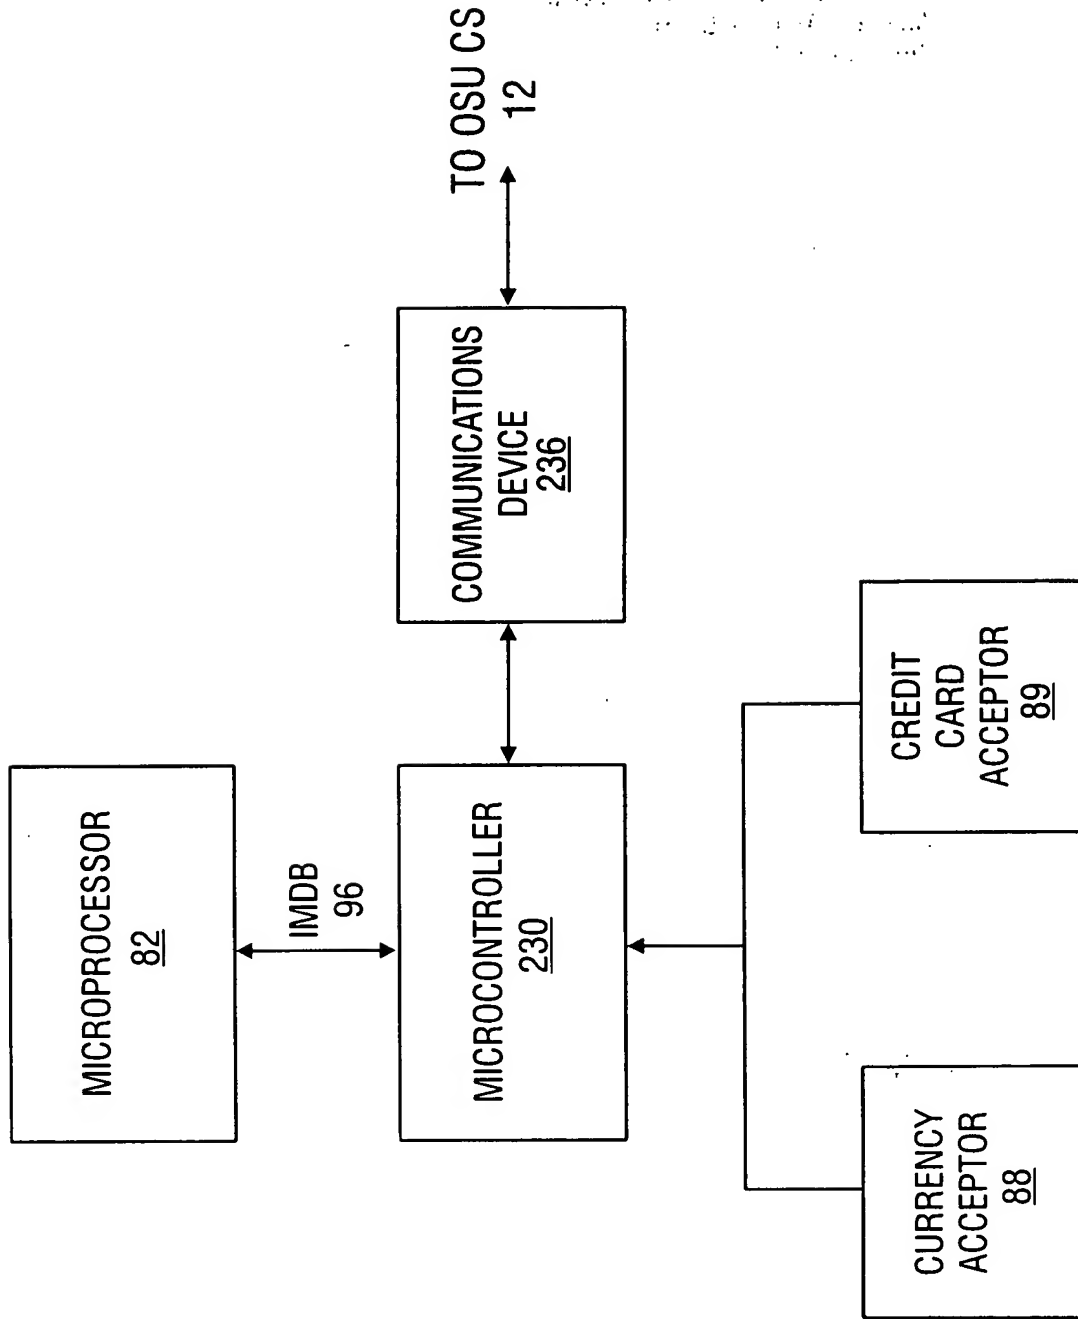 MICROPROCESSOR
82
IMDB
96
MICROCONTROLLER
230
COMMUNICATIONS
DEVICE
236
TO OSU CS
12
CURRENCY
ACCEPTOR
88
CREDIT
CARD
ACCEPTOR
89